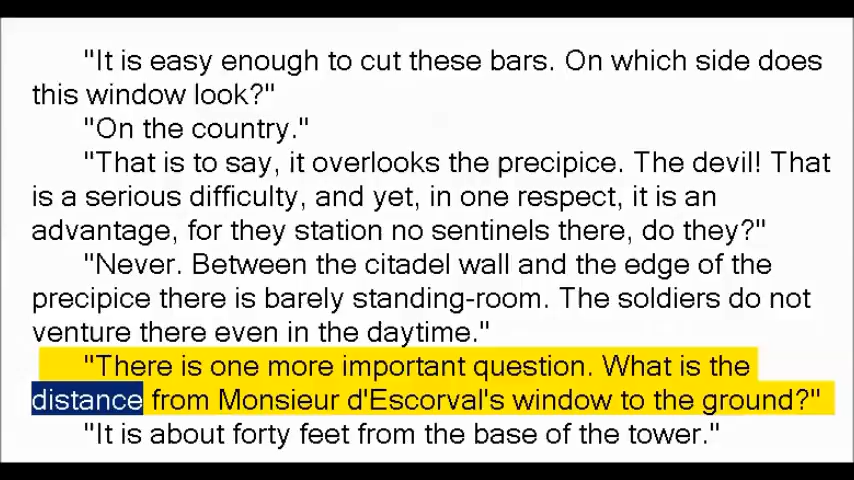 "It is easy enough to cut these bars. On which side does
this window look?"
"On the country."
"That is to say, it overlooks the precipice. The devil! That
is a serious difficulty, and yet, in one respect, it is an
advantage, for they station no sentinels there, do they?"
"Never. Between the citadel wall and the edge of the
precipice there is barely standing-room. The soldiers do not
venture there even in the daytime."
"There is one more important question. What is the
distance from Monsieur d'Escorval's window to the ground?"
"It is about forty feet from the base of the tower."